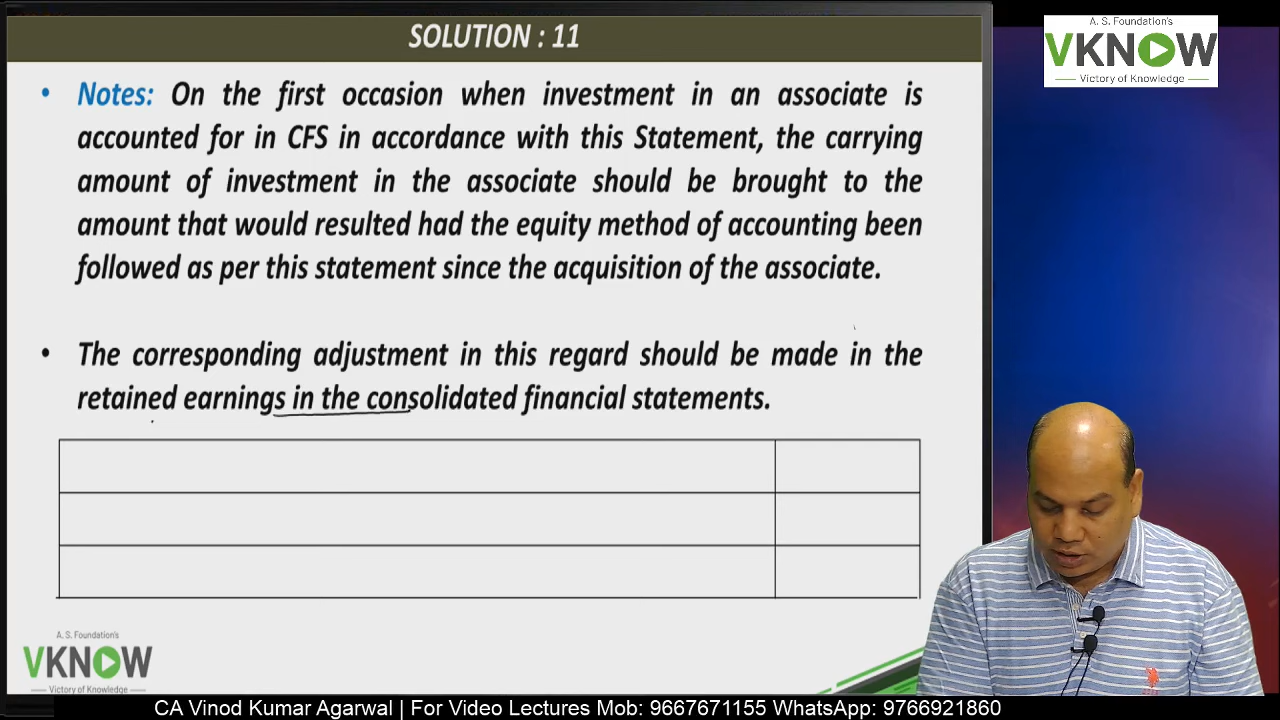 SOLUTION : 11
A. S. Foundation's
VKNOW
Victory of Knowledge
• Notes: On the first occasion when investment in an associate is
accounted for in CFS in accordance with this Statement, the carrying
amount of investment in the associate should be brought to the
amount that would resulted had the equity method of accounting been
followed as per this statement since the acquisition of the associate.
• The corresponding adjustment in this regard should be made in the
retained earnings in the consolidated financial statements.
A. S. Foundation's
VKNOW
Victory of Knowledge
CA Vinod Kumar Agarwal | For Video Lectures Mob: 9667671155 WhatsApp: 9766921860